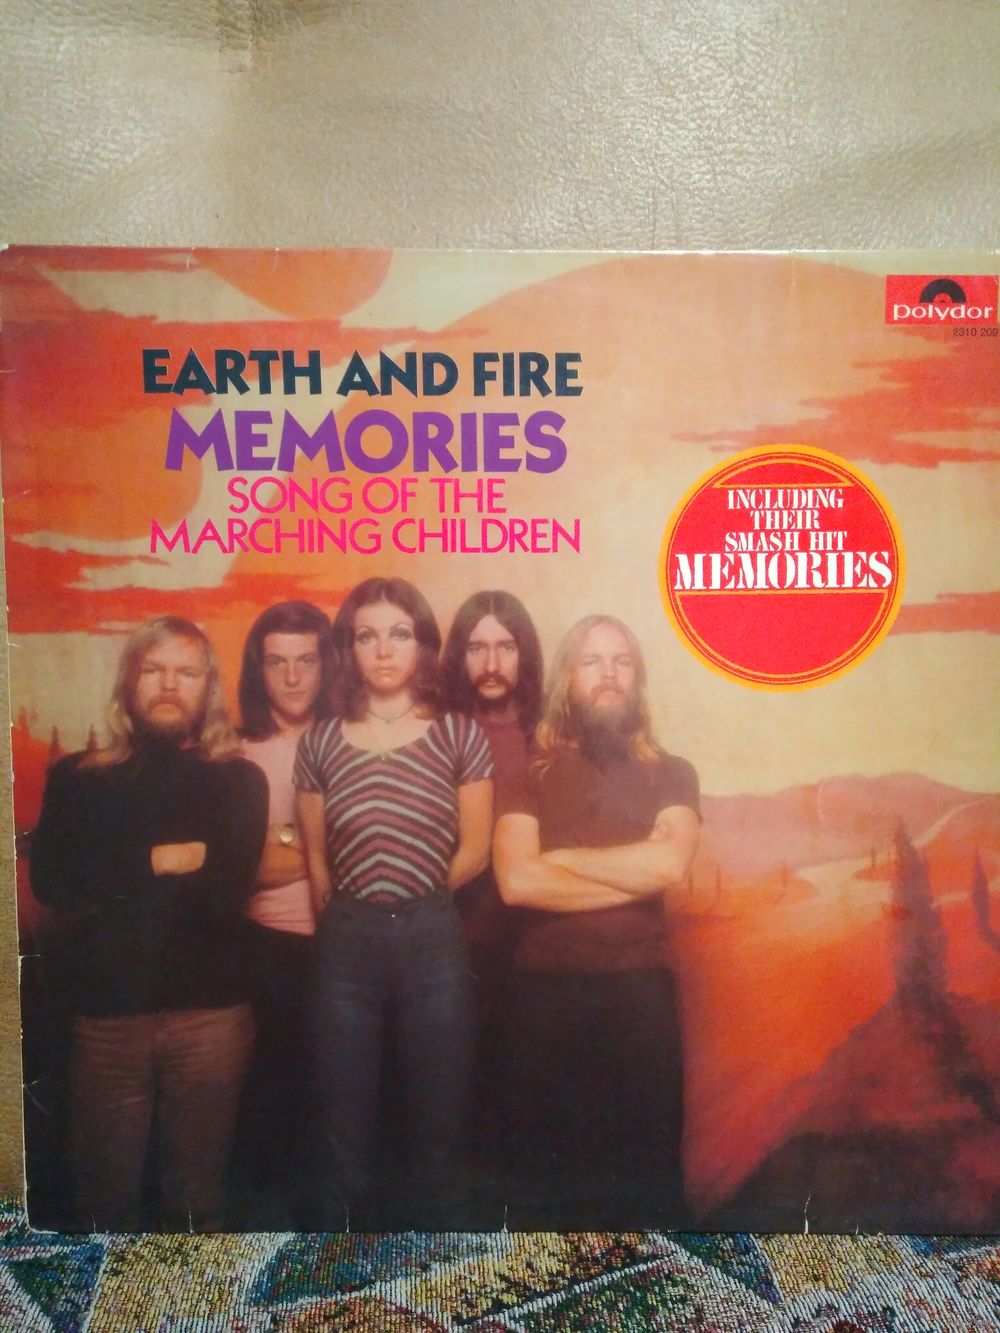 polydor
2310 209
EARTH AND FIRE
MEMORIES
SONG OF THE
MARCHING CHILDREN
INCLUDING
THEIR
SMASH HIT
MEMORIES